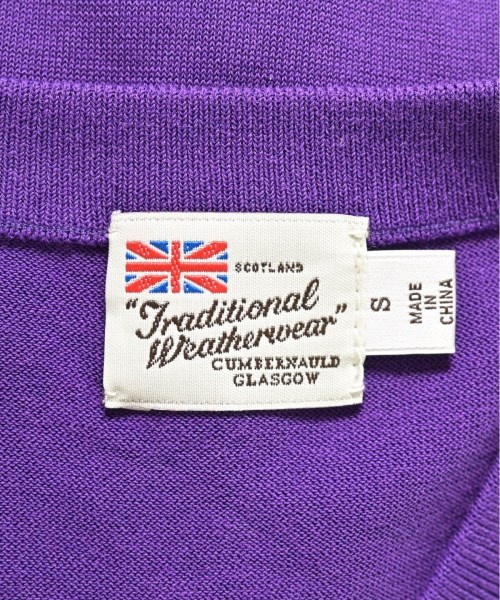 SCOTLAND
"Traditional
Weatherwear"
CUMBERNAULD
GLASGOW
S
MADE
IN
CHINA